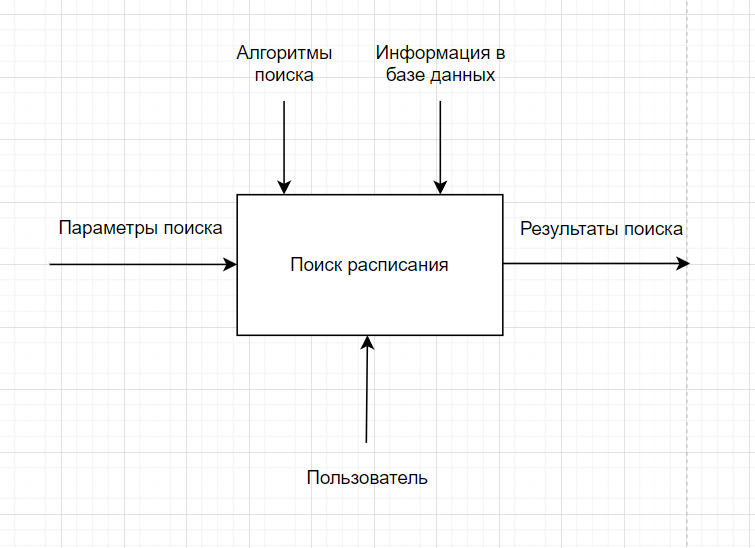 Алгоритмы
поиска
Информация в
базе данных
Параметры поиска
Результаты поиска
Поиск расписания
Пользователь